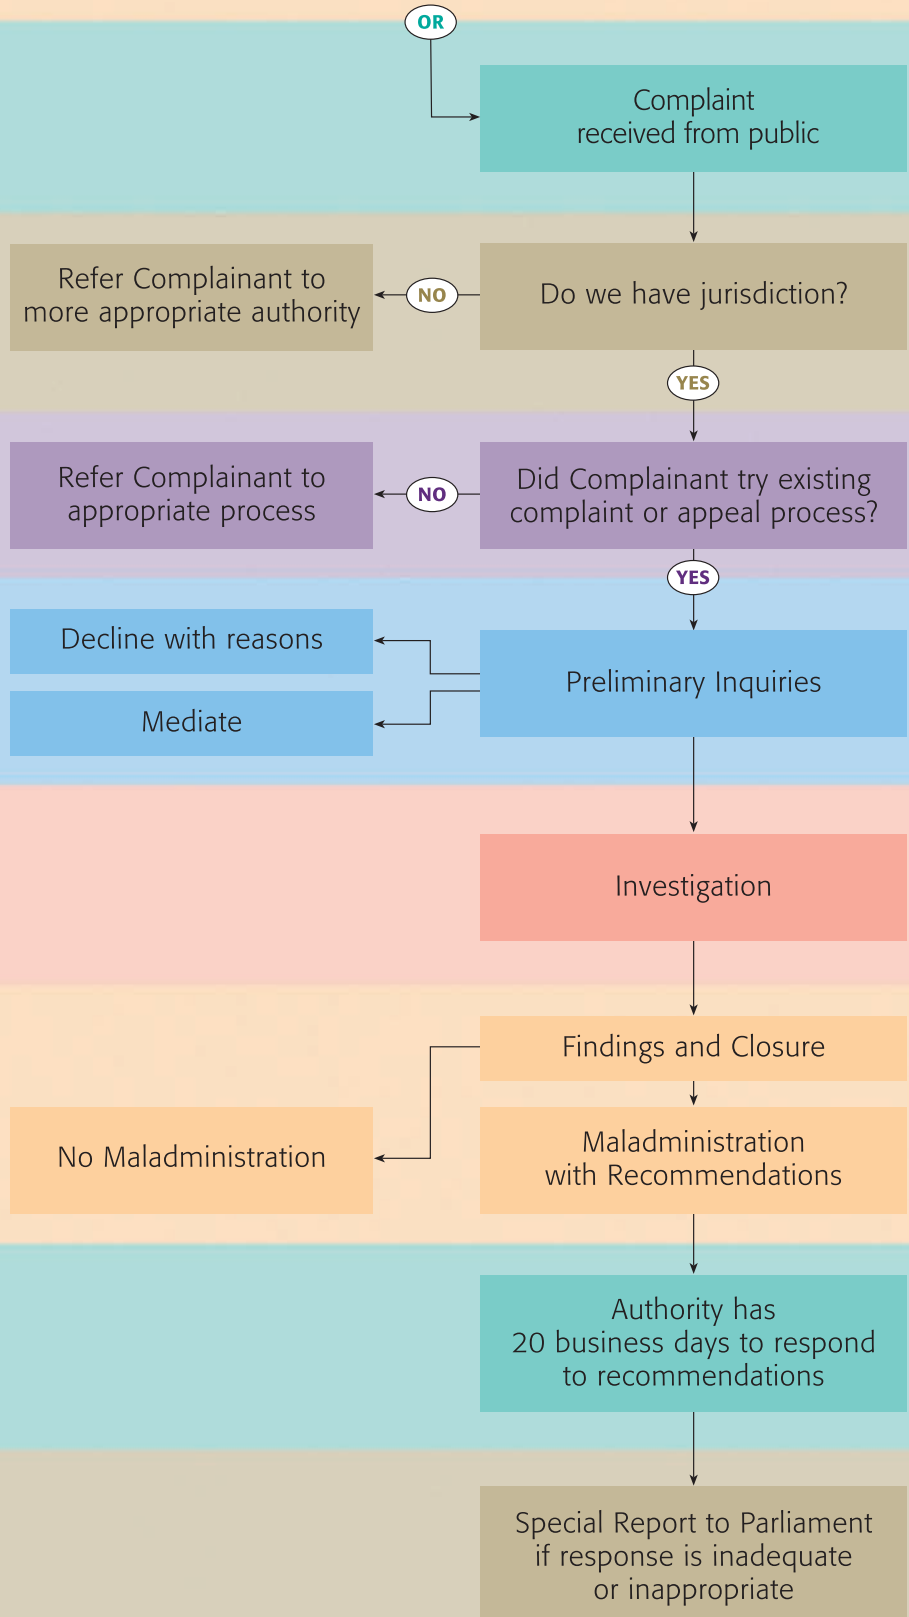 OR
Complaint
received from public
Refer Complainant to
more appropriate authority
NO
Do we have jurisdiction?
YES
Refer Complainant to
appropriate process
NO
Did Complainant try existing
complaint or appeal process?
YES
Decline with reasons
Mediate
Preliminary Inquiries
Investigation
Findings and Closure
No Maladministration
Maladministration
with Recommendations
Authority has
20 business days to respond
to recommendations
Special Report to Parliament
if response is inadequate
or inappropriate